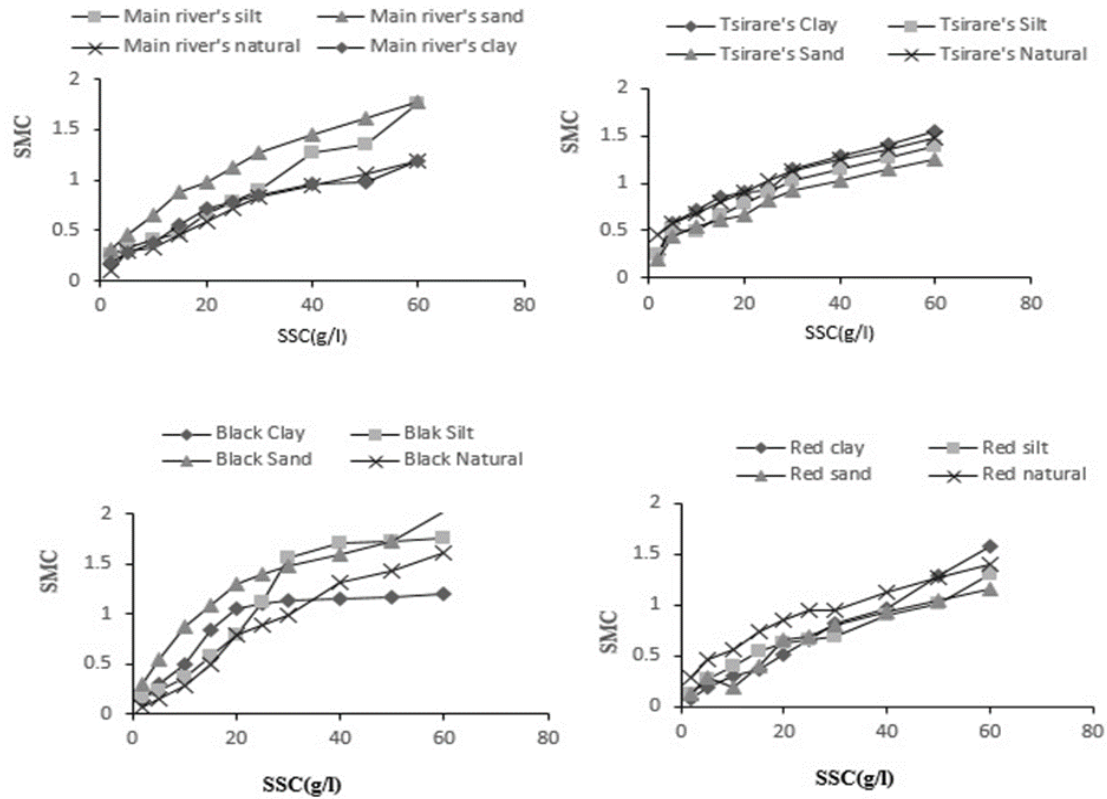 Main river's silt Main river's sand
Main river's natural Main river's clay
2
1.5
1
0.5
0
SMC
0 20 40 60 80
SSC(g/l)
Tsirare's Clay Tsirare's Silt
Tsirare's Sand Tsirare's Natural
2
1.5
1
0.5
0
SMC
0 20 40 60 80
SSC(g/l)
Black Clay Blak Silt
Black Sand Black Natural
2
1.5
1
0.5
0
SMC
0 20 40 60 80
SSC(g/l)
Red clay Red silt
Red sand Red natural
2
1.5
1
0.5
0
SMC
0 20 40 60 80
SSC(g/l)